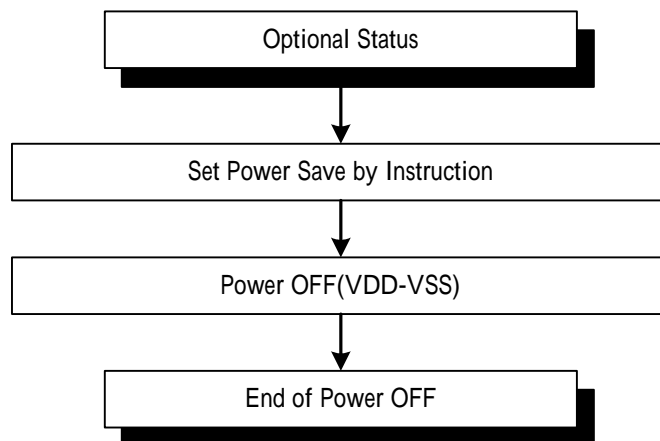 Optional Status
Set Power Save by Instruction
Power OFF(VDD-VSS)
End of Power OFF